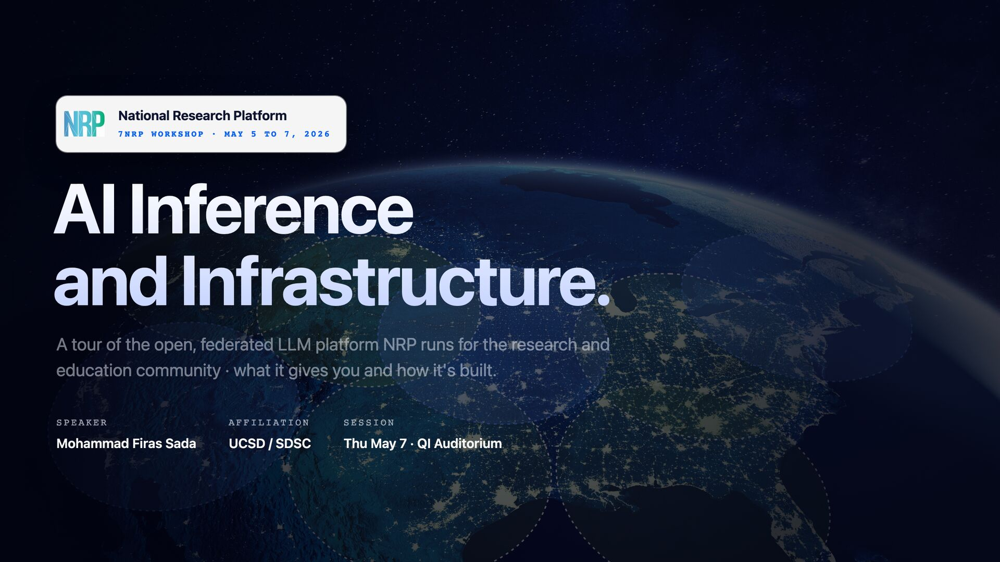 NRP
National Research Platform
7NRP WORKSHOP · MAY 5 TO 7, 2026
AI Inference
and Infrastructure.
A tour of the open, federated LLM platform NRP runs for the research and
education community · what it gives you and how it's built.
SPEAKER
Mohammad Firas Sada
AFFILIATION
UCSD / SDSC
SESSION
Thu May 7 · QI Auditorium